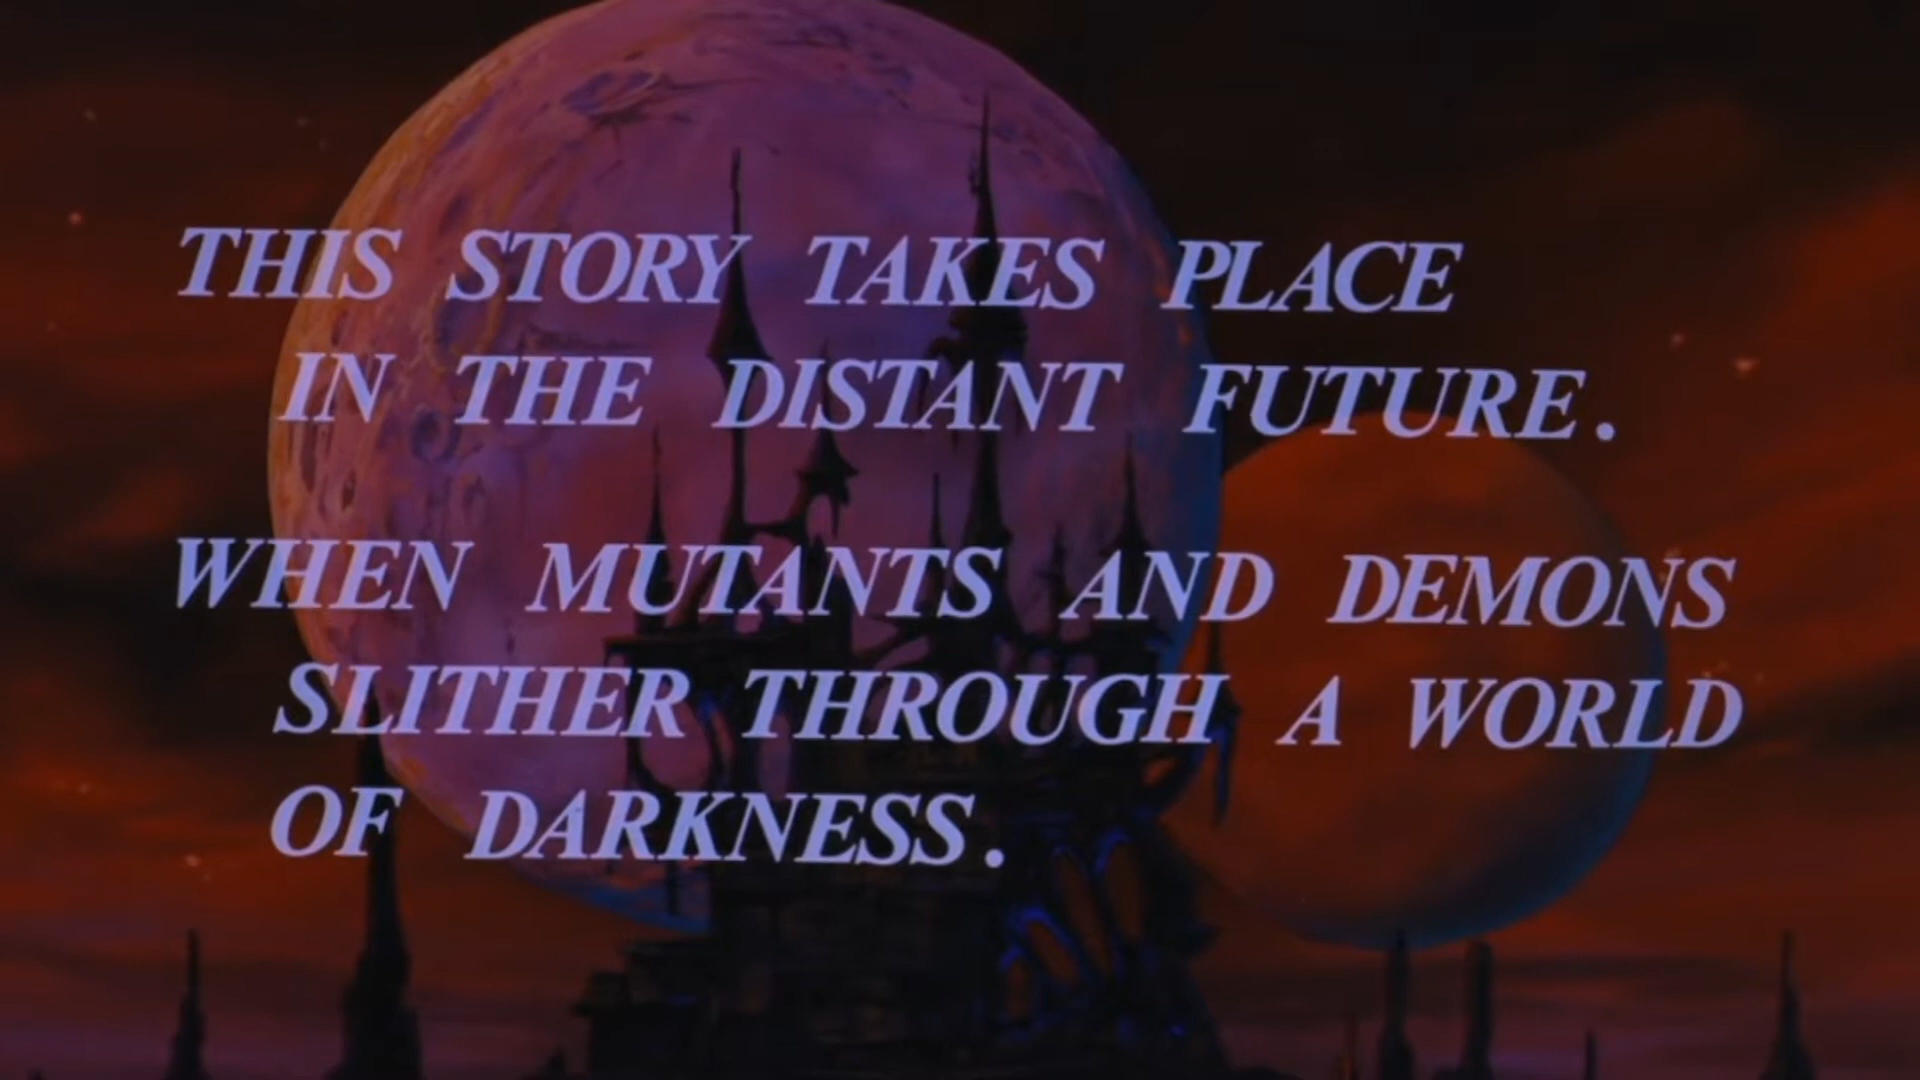 THIS STORY TAKES PLACE
IN THE DISTANT FUTURE.
WHEN MUTANTS AND DEMONS
SLITHER THROUGH A WORLD
OF DARKNESS.